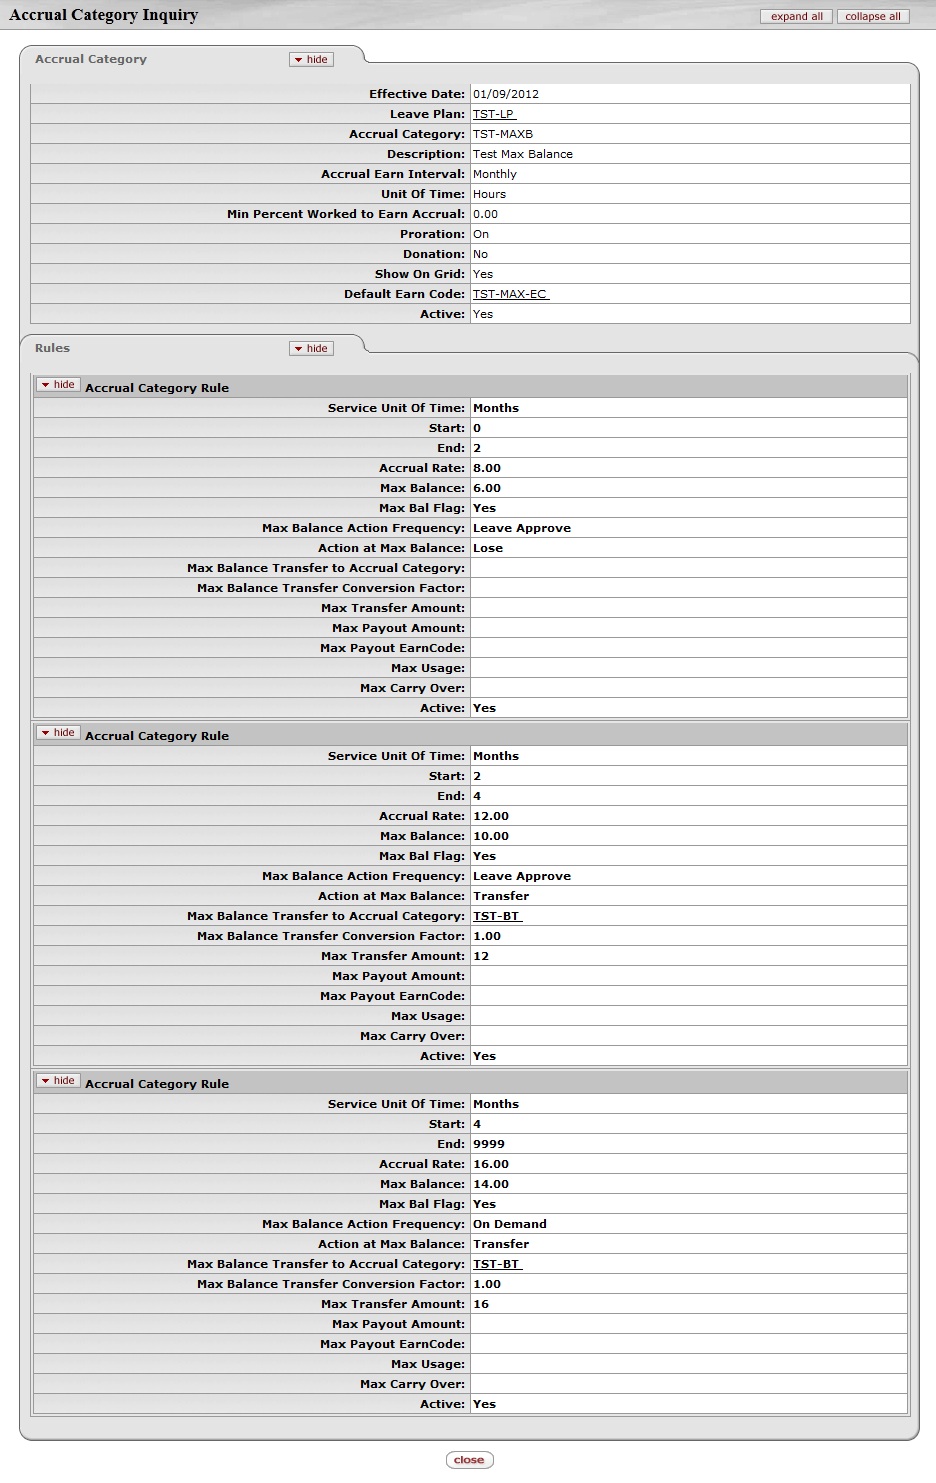 Accrual Category Inquiry
expand all collapse all
Accrual Category hide
Effective Date: 01/09/2012
Leave Plan: TST-LP
Accrual Category: TST-MAXB
Description: Test Max Balance
Accrual Earn Interval: Monthly
Unit Of Time: Hours
Min Percent Worked to Earn Accrual: 0.00
Proration: On
Donation: No
Show On Grid: Yes
Default Earn Code: TST-MAX-EC
Active: Yes
Rules hide
hide Accrual Category Rule
Service Unit Of Time: Months
Start: 0
End: 2
Accrual Rate: 8.00
Max Balance: 6.00
Max Bal Flag: Yes
Max Balance Action Frequency: Leave Approve
Action at Max Balance: Lose
Max Balance Transfer to Accrual Category:
Max Balance Transfer Conversion Factor:
Max Transfer Amount:
Max Payout Amount:
Max Payout EarnCode:
Max Usage:
Max Carry Over:
Active: Yes
hide Accrual Category Rule
Service Unit Of Time: Months
Start: 2
End: 4
Accrual Rate: 12.00
Max Balance: 10.00
Max Bal Flag: Yes
Max Balance Action Frequency: Leave Approve
Action at Max Balance: Transfer
Max Balance Transfer to Accrual Category: TST-BT
Max Balance Transfer Conversion Factor: 1.00
Max Transfer Amount: 12
Max Payout Amount:
Max Payout EarnCode:
Max Usage:
Max Carry Over:
Active: Yes
hide Accrual Category Rule
Service Unit Of Time: Months
Start: 4
End: 9999
Accrual Rate: 16.00
Max Balance: 14.00
Max Bal Flag: Yes
Max Balance Action Frequency: On Demand
Action at Max Balance: Transfer
Max Balance Transfer to Accrual Category: TST-BT
Max Balance Transfer Conversion Factor: 1.00
Max Transfer Amount: 16
Max Payout Amount:
Max Payout EarnCode:
Max Usage:
Max Carry Over:
Active: Yes
close